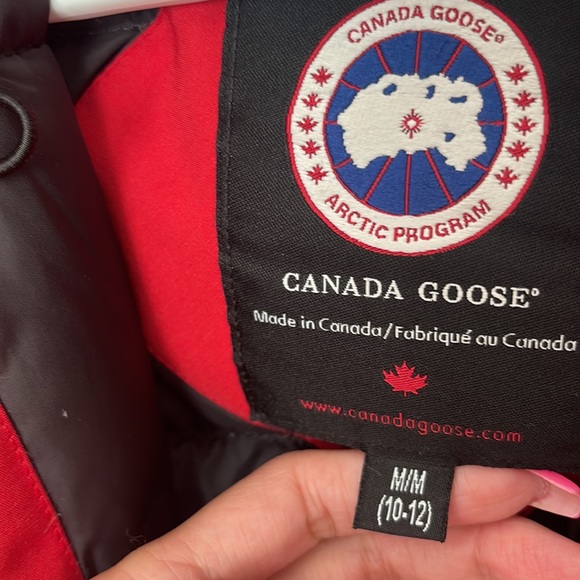 CANADA GOOSE®
ARCTIC PROGRAM
CANADA GOOSE®
Made in Canada/Fabriqué au Canada
www.canadagoose.com
M/M
(10-12)